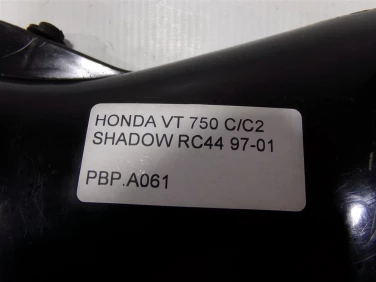 HONDA VT 750 C/C2
SHADOW RC44 97-01
PBP.A061